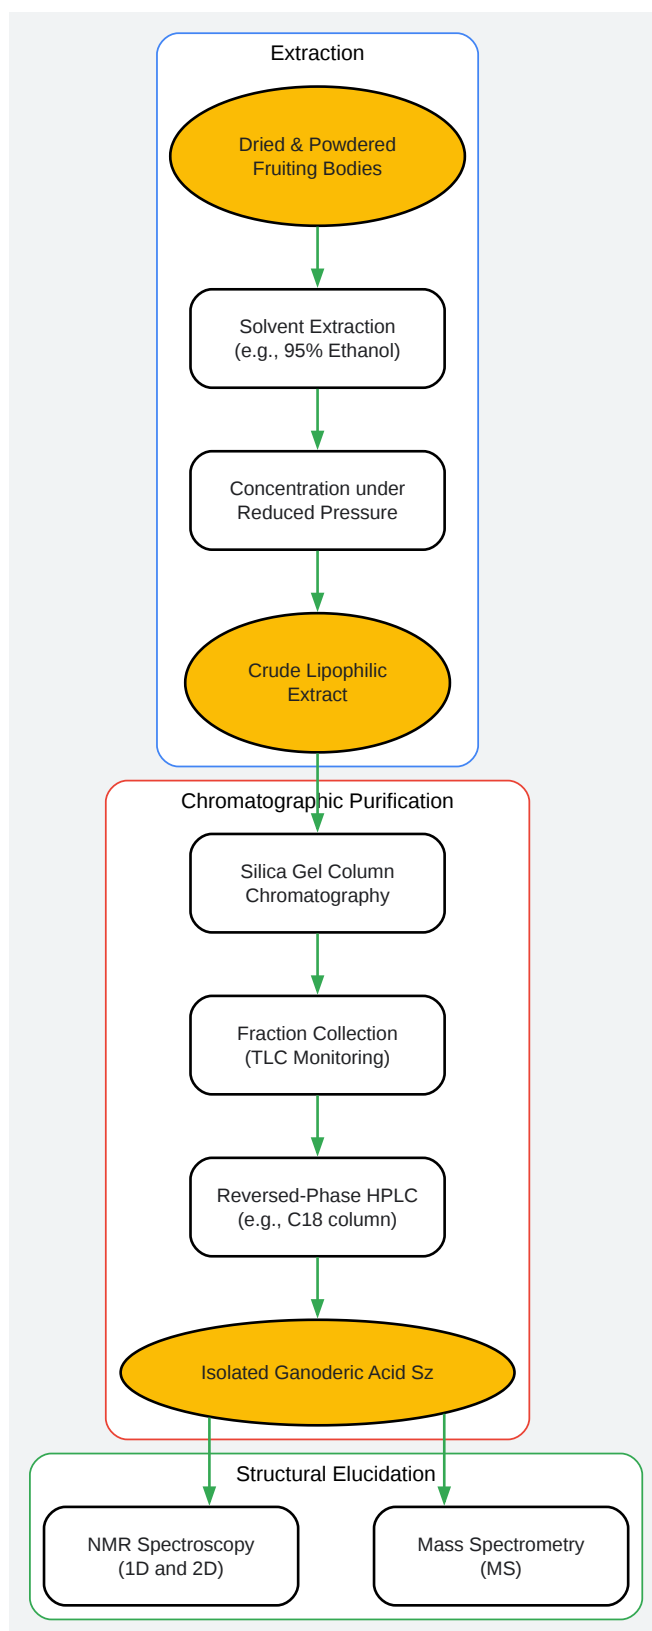 Extraction
Dried & Powdered
Fruiting Bodies
Solvent Extraction
(e.g., 95% Ethanol)
Concentration under
Reduced Pressure
Crude Lipophilic
Extract
Chromatographic Purification
Silica Gel Column
Chromatography
Fraction Collection
(TLC Monitoring)
Reversed-Phase HPLC
(e.g., C18 column)
Isolated Ganoderic Acid Sz
Structural Elucidation
NMR Spectroscopy
(1D and 2D)
Mass Spectrometry
(MS)